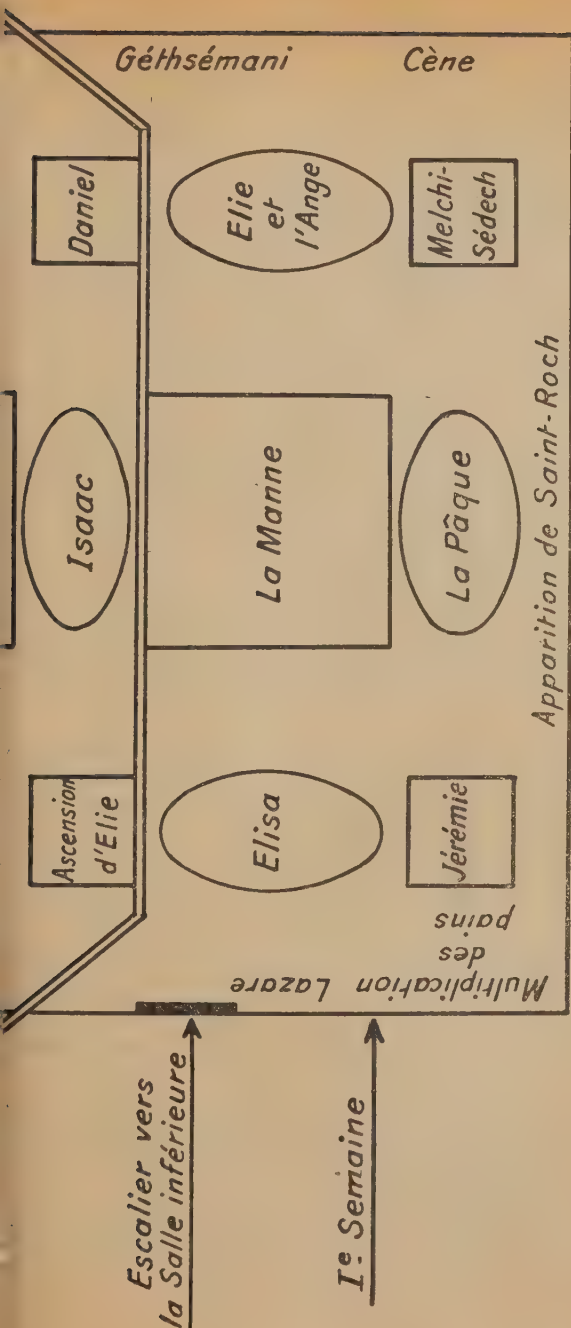 Géthsémani
Cène
Daniel
Elie
et
l'Ange
Melchi-
Sédech
Isaac
La Manne
La Pâque
Apparition de Saint-Roch
Ascension
d'Elie
Elisa
Jérémie
Multiplication
des
pains
Lazare
Escalier vers
la Salle inférieure
Iᵉ Semaine